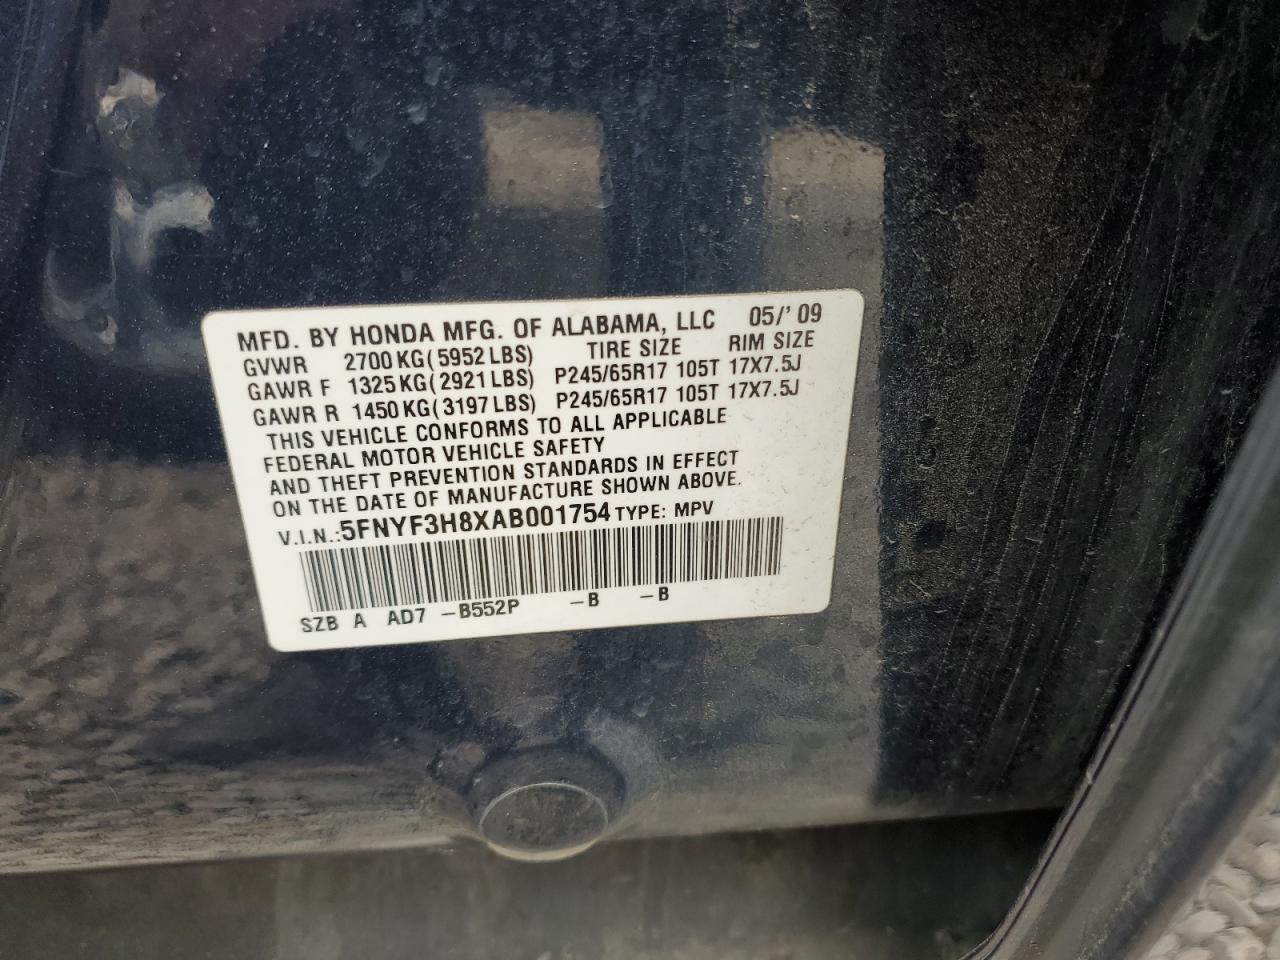 MFD. BY HONDA MFG. OF ALABAMA, LLC 05/'09
GVWR 2700 KG(5952 LBS) TIRE SIZE RIM SIZE
GAWR F 1325 KG(2921 LBS) P245/65R17 105T 17X7.5J
GAWR R 1450 KG(3197 LBS) P245/65R17 105T 17X7.5J
THIS VEHICLE CONFORMS TO ALL APPLICABLE
FEDERAL MOTOR VEHICLE SAFETY
AND THEFT PREVENTION STANDARDS IN EFFECT
ON THE DATE OF MANUFACTURE SHOWN ABOVE.
V.I.N.:5FNYF3H8XAB001754 TYPE: MPV
SZB A AD7 -B552P -B -B